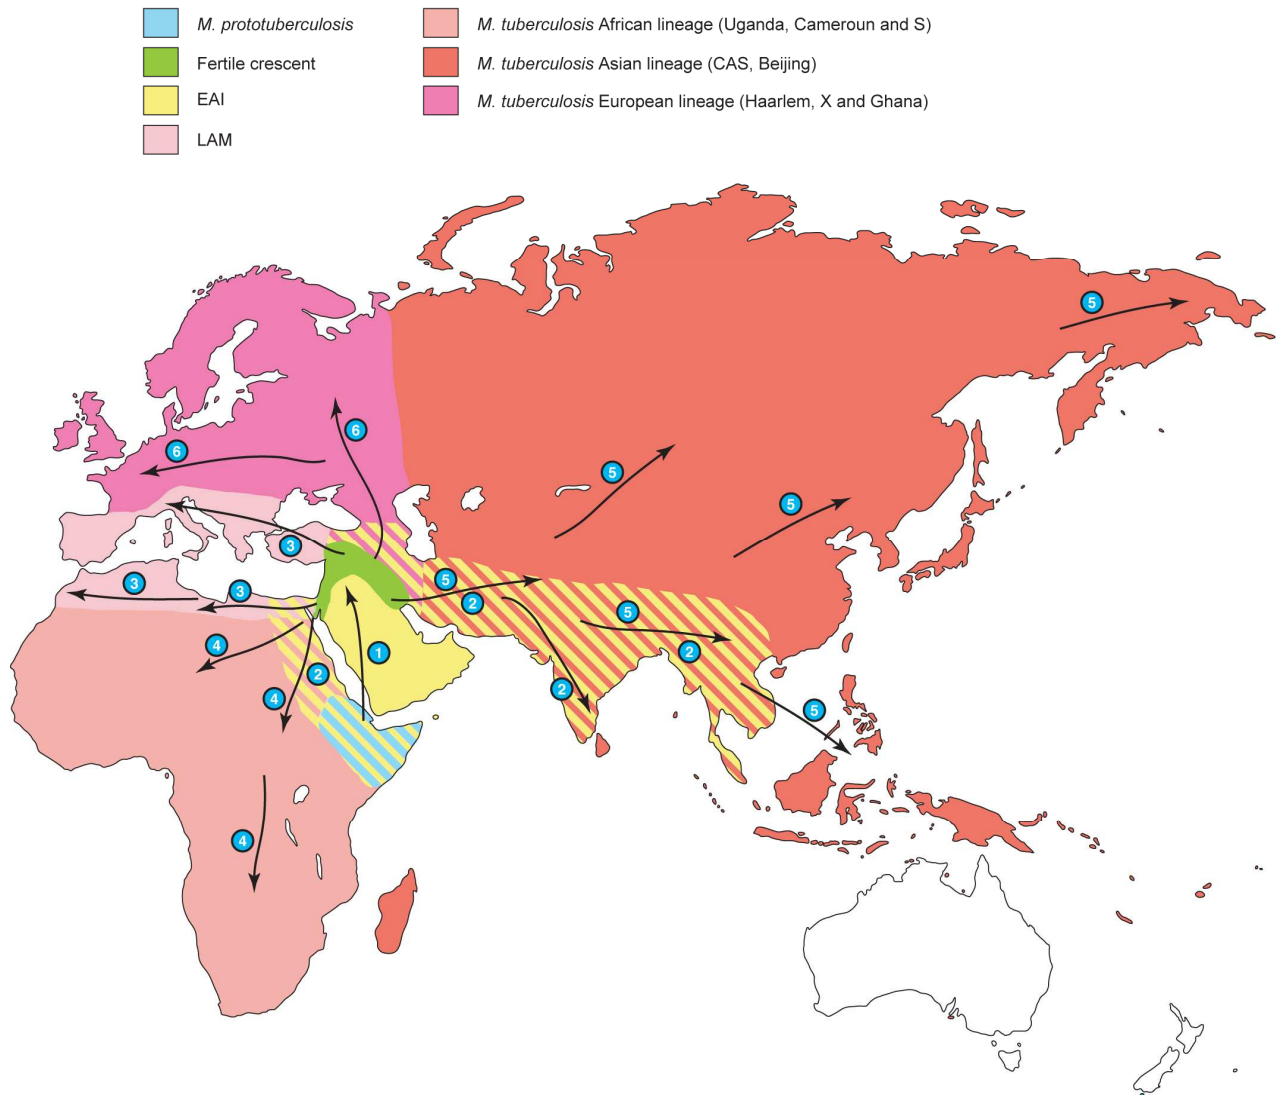 M. prototuberculosis
Fertile crescent
EAI
LAM
M. tuberculosis African lineage (Uganda, Cameroun and S)
M. tuberculosis Asian lineage (CAS, Beijing)
M. tuberculosis European lineage (Haarlem, X and Ghana)
5
6
6
5
5
3
3
3
5
2
5
4
2
1
2
4
2
5
4